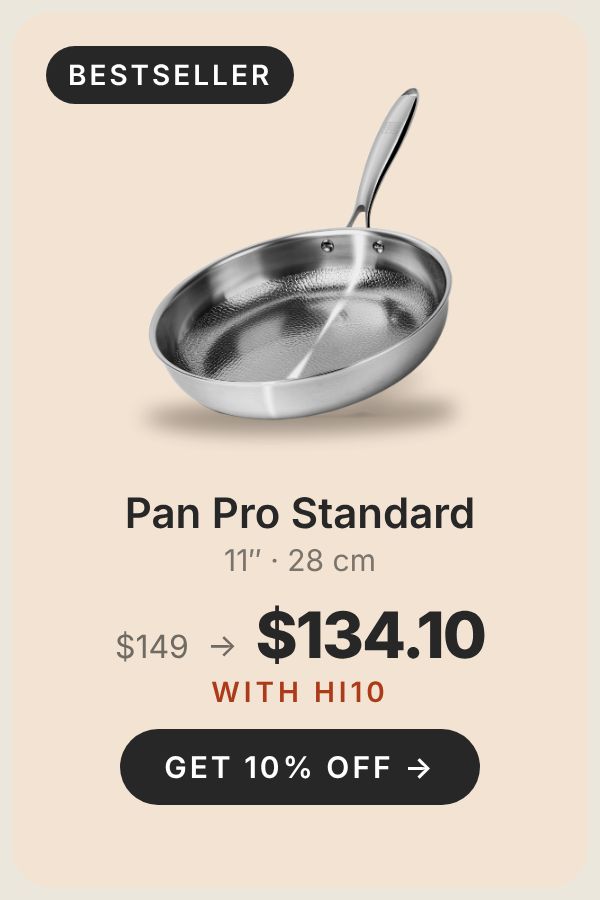 BESTSELLER
Pan Pro Standard
11″ · 28 cm
$149 → $134.10
WITH HI10
GET 10% OFF →